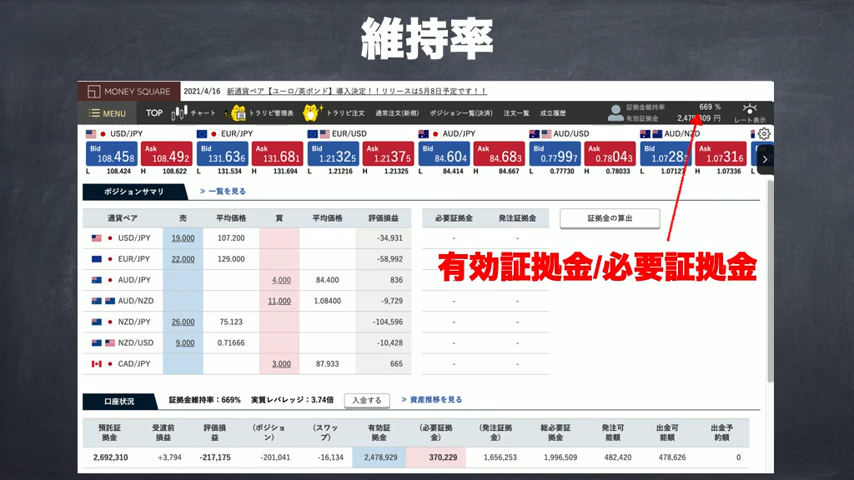 維持率
MONEY SQUARE 2021/4/16 新通貨ペア【ユーロ/英ポンド】導入決定！！リリースは5月8日予定です！！
MENU TOP チャート トラリピ管理表 トラリピ注文 通常注文(新規) ポジション一覧(決済) 注文一覧 成立履歴 証拠金維持率 669 %
有効証拠金 円 レート表示
USD/JPY EUR/JPY EUR/USD AUD/JPY AUD/USD AUD/NZD
Bid Ask Bid Ask Bid Ask Bid Ask Bid Ask Bid Ask
108.458 108.492 131.636 131.681 1.21325 1.21375 84.604 84.683 0.77997 0.78043 1.0728 1.07316
L 108.424 H 108.622 L 131.534 H 131.694 L 1.21216 H 1.21325 L 84.414 H 84.667 L 0.77730 H 0.78033 L 1.07127 H 1.07336 L
ポジションサマリ ≫ 一覧を見る
通貨ペア 売 平均価格 買 平均価格 評価損益 必要証拠金 発注証拠金 証拠金の算出
USD/JPY 19,000 107.200 -34,931 - -
EUR/JPY 22,000 129.000 -58,992
有効証拠金/必要証拠金
AUD/JPY 4,000 84.400 836
AUD/NZD 11,000 1.08400 -9,729 - -
NZD/JPY 26,000 75.123 -104,596 - -
NZD/USD 9,000 0.71666 -10,428 - -
CAD/JPY 3,000 87.933 665 - -
口座状況 証拠金維持率：669% 実質レバレッジ：3.74倍 入金する ≫ 資産推移を見る
預託証拠金 受渡前損益 評価損益 (ポジション) (スワップ) 有効証拠金 (必要証拠金) (発注証拠金) 総必要証拠金 発注可能額 出金可能額 出金予約額
2,692,310 +3,794 -217,175 -201,041 -16,134 2,478,929 370,229 1,656,253 1,996,509 482,420 478,626 0